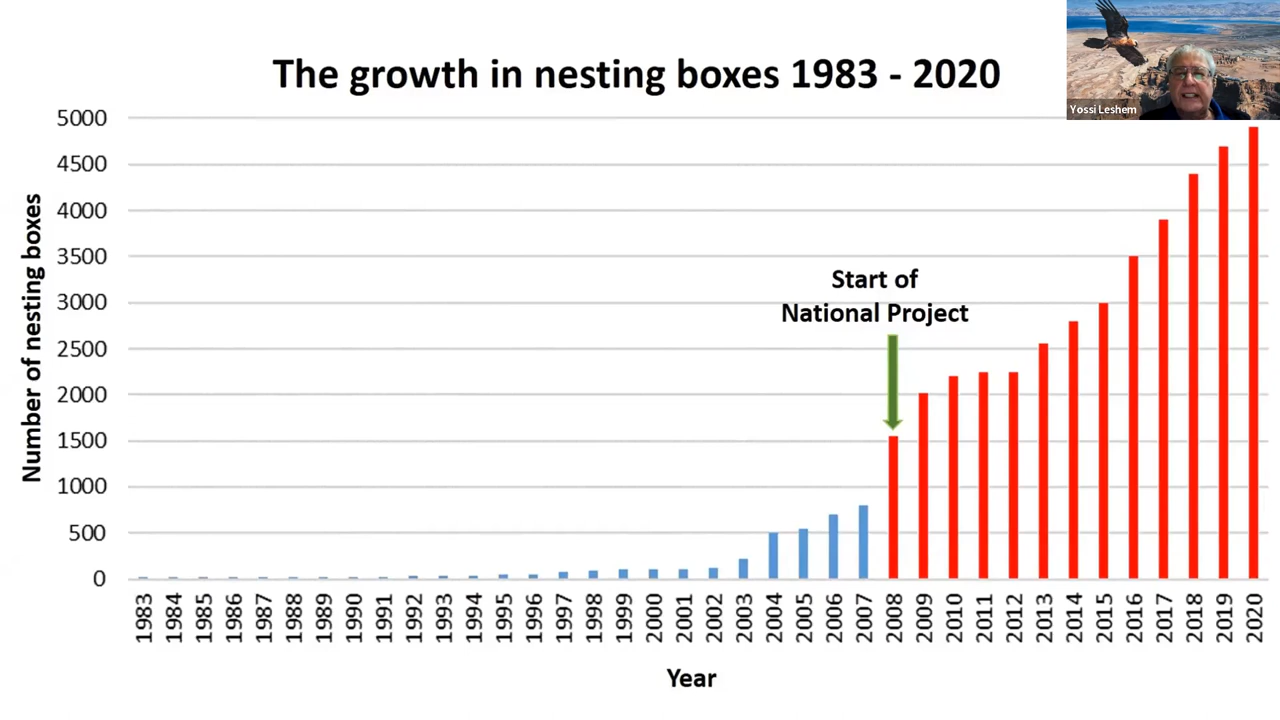 The growth in nesting boxes 1983 - 2020
Yossi Leshem
5000
4500
4000
3500
3000
2500
2000
1500
1000
500
0
Number of nesting boxes
Start of
National Project
1983 1984 1985 1986 1987 1988 1989 1990 1991 1992 1993 1994 1995 1996 1997 1998 1999 2000 2001 2002 2003 2004 2005 2006 2007 2008 2009 2010 2011 2012 2013 2014 2015 2016 2017 2018 2019 2020
Year